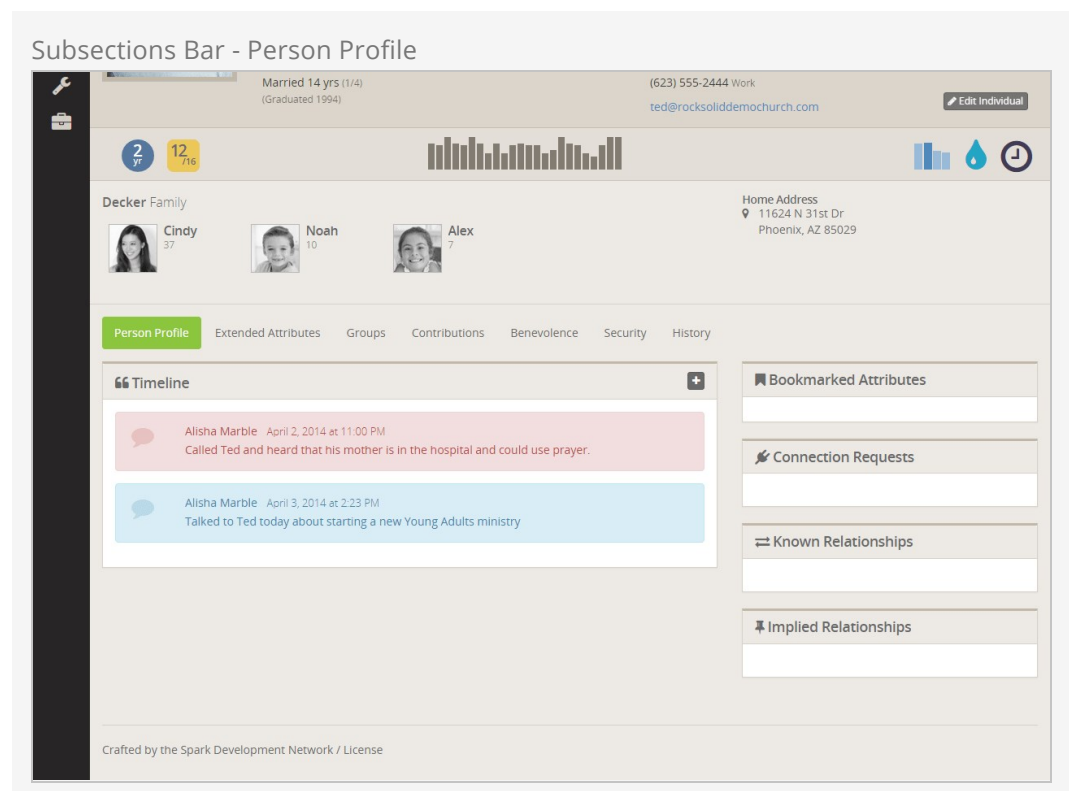 Subsections Bar - Person Profile
Married 14 yrs (1/4)
(Graduated 1994)
(623) 555-2444 Work
ted@rocksoliddemochurch.com
Edit Individual
2 yr
12/16
Decker Family
Cindy
37
Noah
10
Alex
7
Home Address
11624 N 31st Dr
Phoenix, AZ 85029
Person Profile Extended Attributes Groups Contributions Benevolence Security History
Timeline
Alisha Marble April 2, 2014 at 11:00 PM
Called Ted and heard that his mother is in the hospital and could use prayer.
Alisha Marble April 3, 2014 at 2:23 PM
Talked to Ted today about starting a new Young Adults ministry
Bookmarked Attributes
Connection Requests
Known Relationships
Implied Relationships
Crafted by the Spark Development Network / License